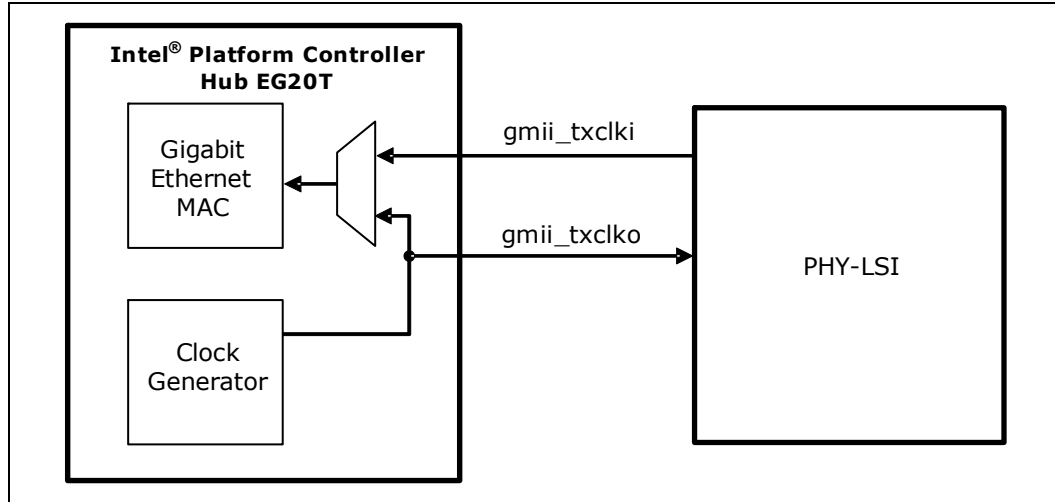 Intel® Platform Controller
Hub EG20T
Gigabit
Ethernet
MAC
gmii_txclki
gmii_txclko
PHY-LSI
Clock
Generator